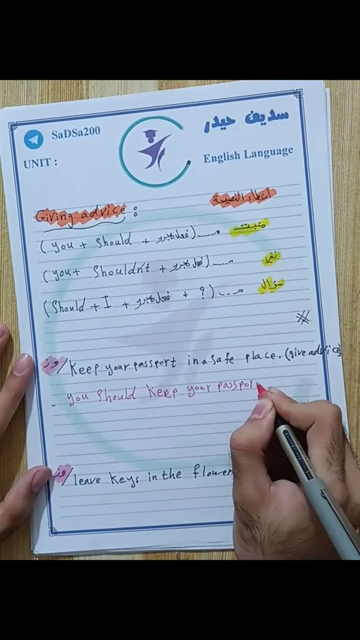 SaDSa200
سديف حيدر
UNIT :
English Language
Giving advice : اعطاء النصيحة
(you + should + فعل مجرد) مثبت
(you + shouldn't + فعل مجرد) نفي
(Should + I + فعل مجرد + ?) سؤال
Keep your passport in a safe place. (give advice)
- you should keep your passpo
leave keys in the flower